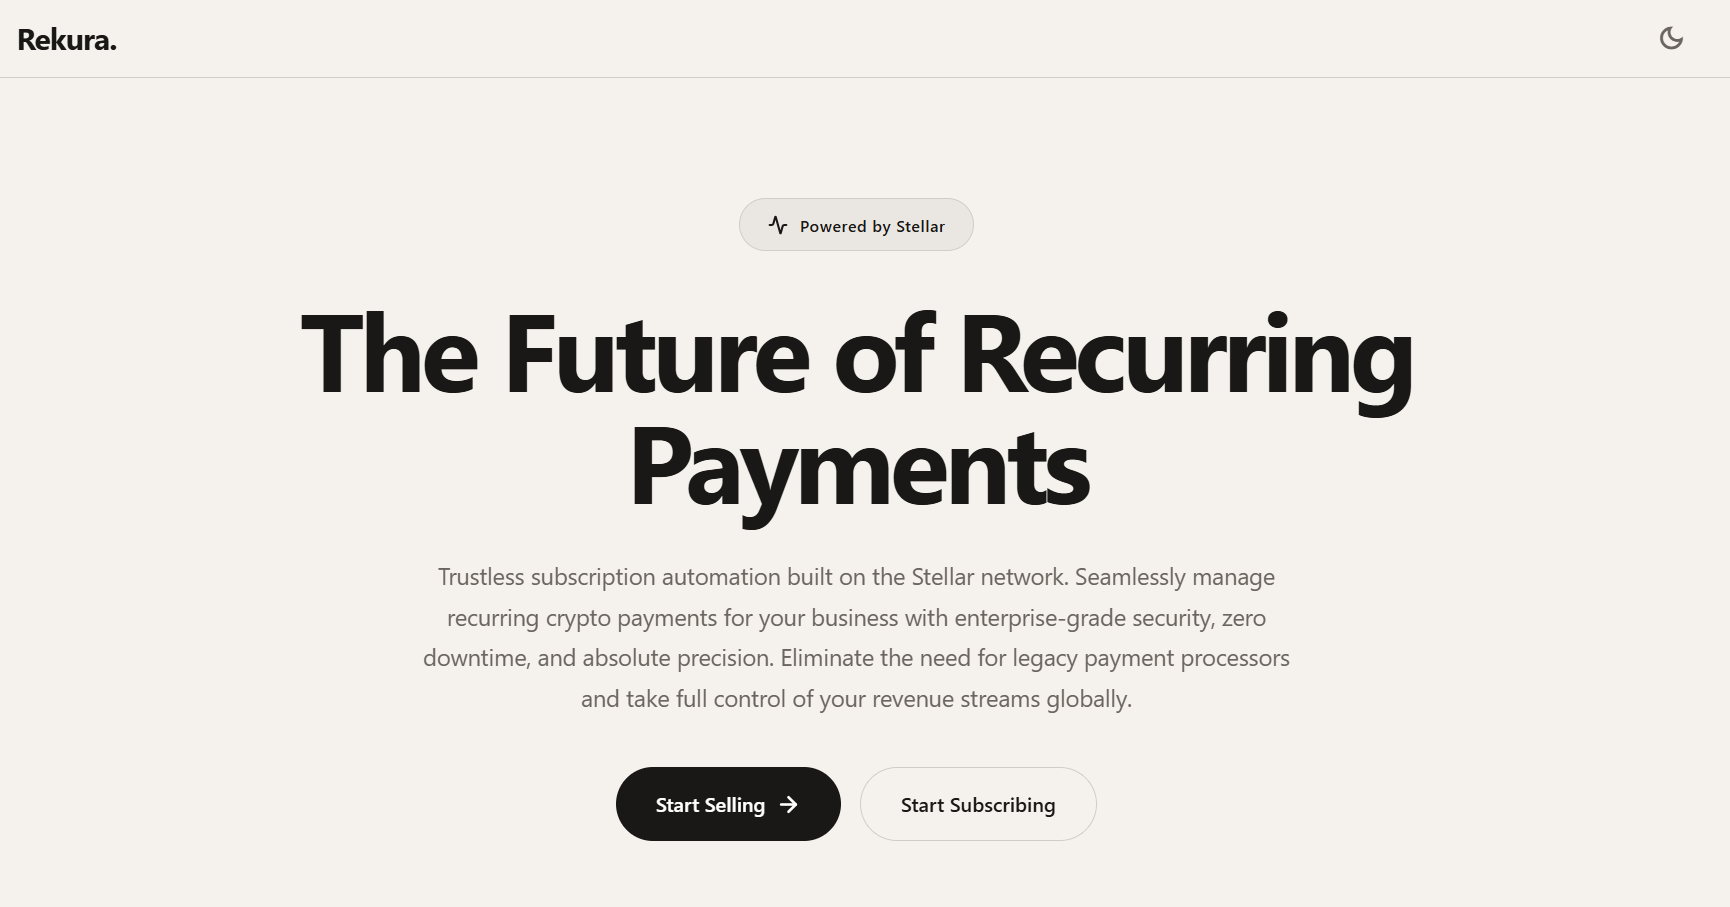 Rekura.
Powered by Stellar
The Future of Recurring
Payments
Trustless subscription automation built on the Stellar network. Seamlessly manage
recurring crypto payments for your business with enterprise-grade security, zero
downtime, and absolute precision. Eliminate the need for legacy payment processors
and take full control of your revenue streams globally.
Start Selling
Start Subscribing